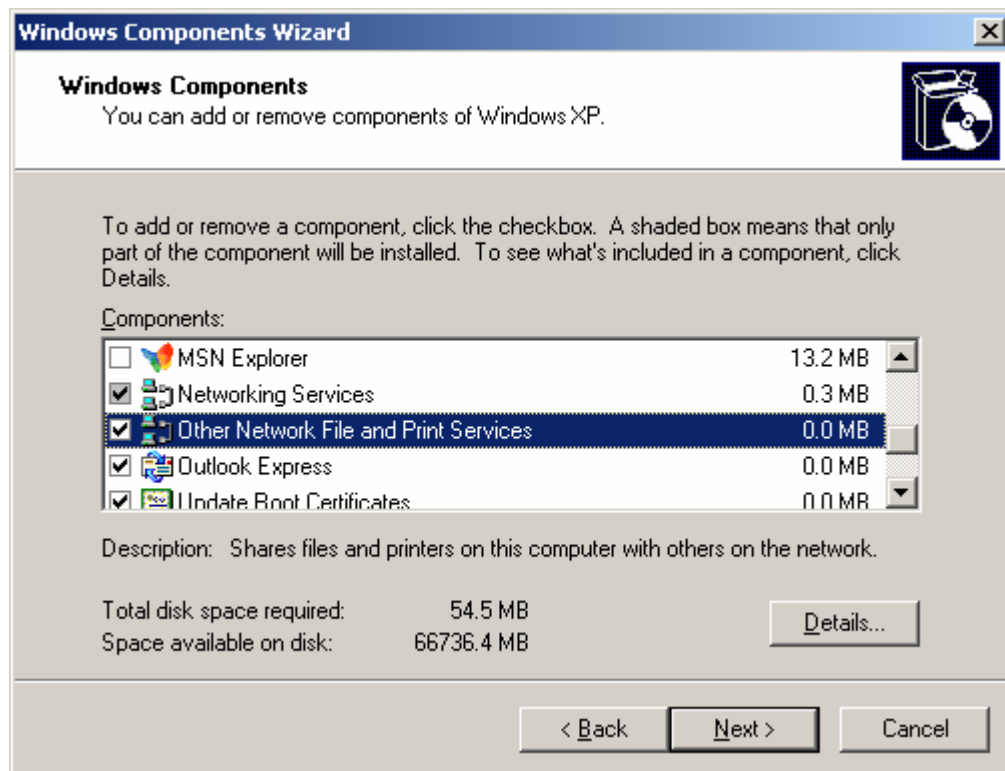 Windows Components Wizard
Windows Components
You can add or remove components of Windows XP.
To add or remove a component, click the checkbox. A shaded box means that only
part of the component will be installed. To see what's included in a component, click
Details.
Components:
MSN Explorer 13.2 MB
Networking Services 0.3 MB
Other Network File and Print Services 0.0 MB
Outlook Express 0.0 MB
Update Root Certificates 0.0 MB
Description: Shares files and printers on this computer with others on the network.
Total disk space required: 54.5 MB
Space available on disk: 66736.4 MB
Details...
< Back Next > Cancel